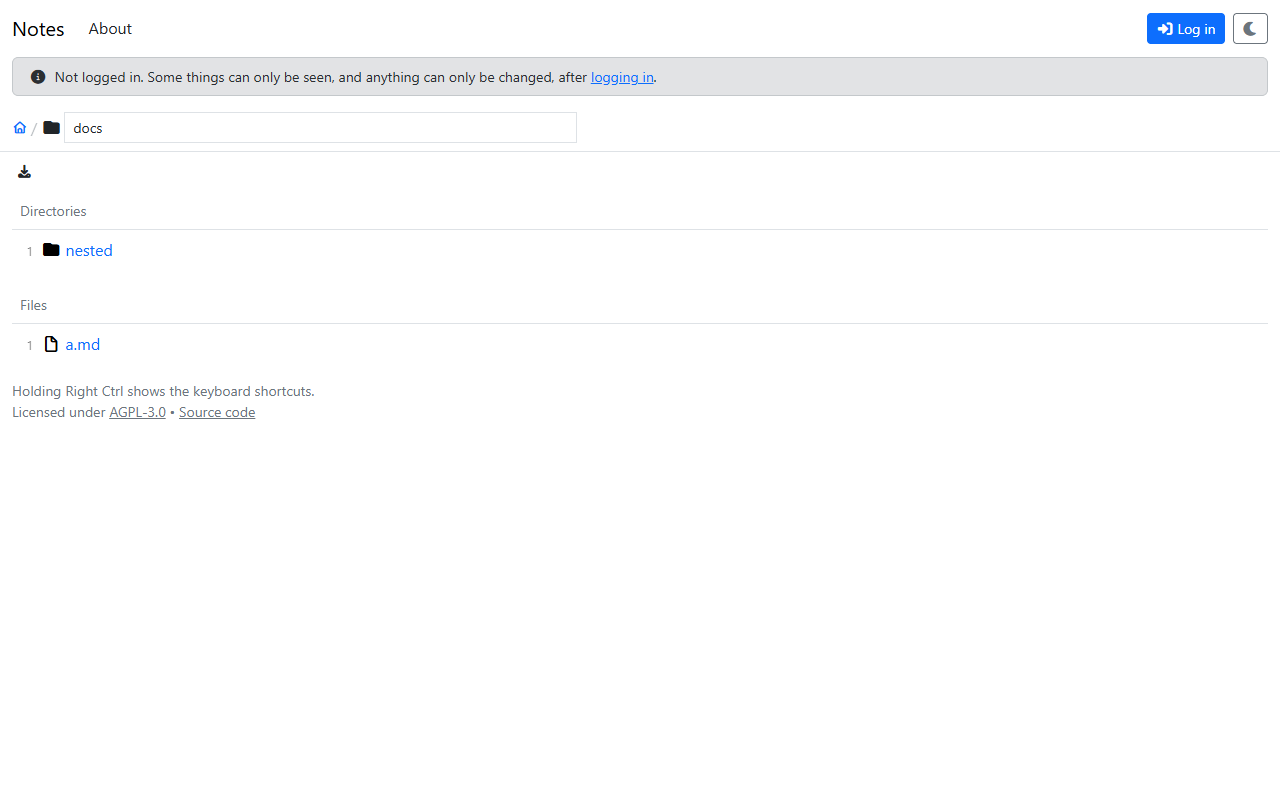 Notes About Log in
Not logged in. Some things can only be seen, and anything can only be changed, after logging in.
/ docs
Directories
1 nested
Files
1 a.md
Holding Right Ctrl shows the keyboard shortcuts.
Licensed under AGPL-3.0 • Source code